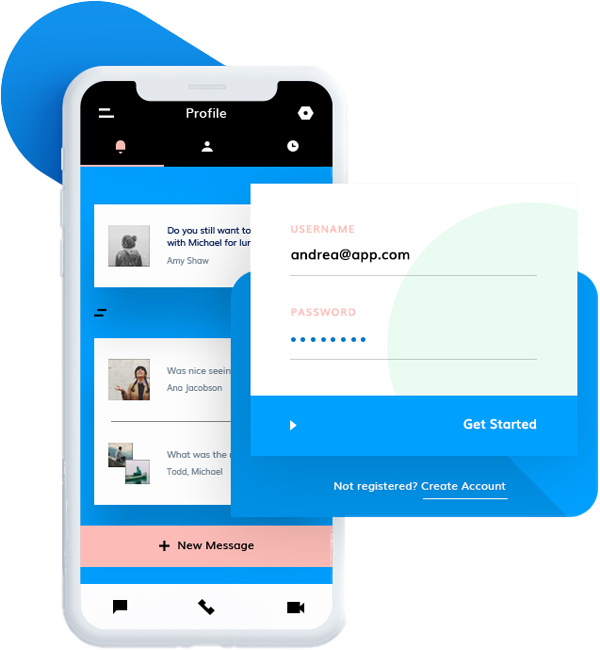 Profile
Do you still want to
with Michael for lun
Amy Shaw
Was nice seein
Ana Jacobson
What was the
Todd, Michael
New Message
USERNAME
andrea@app.com
PASSWORD
Get Started
Not registered? Create Account